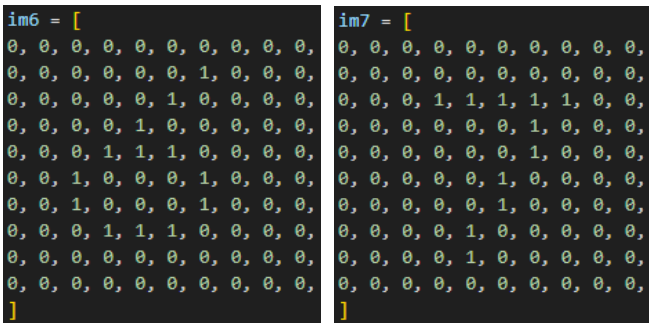 im6 = [
0, 0, 0, 0, 0, 0, 0, 0, 0, 0,
0, 0, 0, 0, 0, 0, 1, 0, 0, 0,
0, 0, 0, 0, 0, 1, 0, 0, 0, 0,
0, 0, 0, 0, 1, 0, 0, 0, 0, 0,
0, 0, 0, 1, 1, 1, 0, 0, 0, 0,
0, 0, 1, 0, 0, 0, 1, 0, 0, 0,
0, 0, 1, 0, 0, 0, 1, 0, 0, 0,
0, 0, 0, 1, 1, 1, 0, 0, 0, 0,
0, 0, 0, 0, 0, 0, 0, 0, 0, 0,
0, 0, 0, 0, 0, 0, 0, 0, 0, 0,
]
im7 = [
0, 0, 0, 0, 0, 0, 0, 0, 0, 0,
0, 0, 0, 0, 0, 0, 0, 0, 0, 0,
0, 0, 0, 1, 1, 1, 1, 1, 0, 0,
0, 0, 0, 0, 0, 0, 1, 0, 0, 0,
0, 0, 0, 0, 0, 0, 1, 0, 0, 0,
0, 0, 0, 0, 0, 1, 0, 0, 0, 0,
0, 0, 0, 0, 0, 1, 0, 0, 0, 0,
0, 0, 0, 0, 1, 0, 0, 0, 0, 0,
0, 0, 0, 0, 1, 0, 0, 0, 0, 0,
0, 0, 0, 0, 0, 0, 0, 0, 0, 0,
]